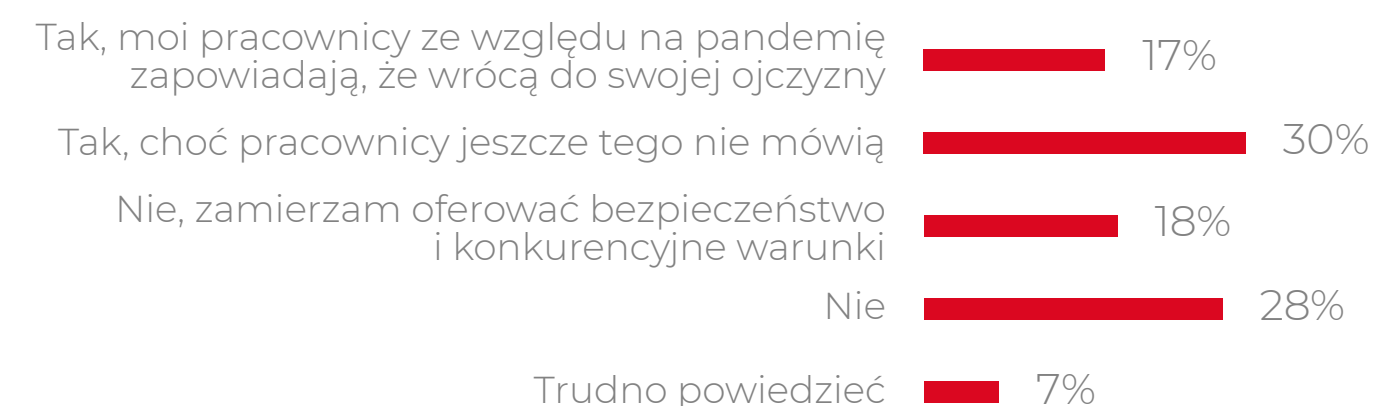 Tak, moi pracownicy ze względu na pandemię
zapowiadają, że wrócą do swojej ojczyzny
17%
Tak, choć pracownicy jeszcze tego nie mówią
30%
Nie, zamierzam oferować bezpieczeństwo
i konkurencyjne warunki
18%
Nie
28%
Trudno powiedzieć
7%